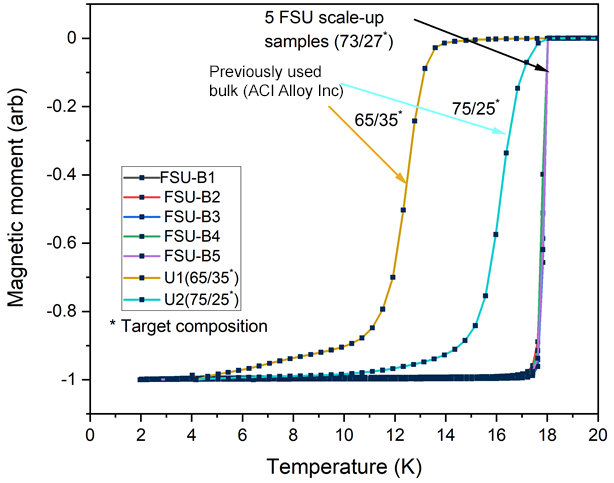 5 FSU scale-up
samples (73/27*)
Previously used
bulk (ACI Alloy Inc)
65/35*
75/25*
FSU-B1
FSU-B2
FSU-B3
FSU-B4
FSU-B5
U1(65/35*)
U2(75/25*)
* Target composition
Magnetic moment (arb)
0
-0.2
-0.4
-0.6
-0.8
-1
0 2 4 6 8 10 12 14 16 18 20
Temperature (K)